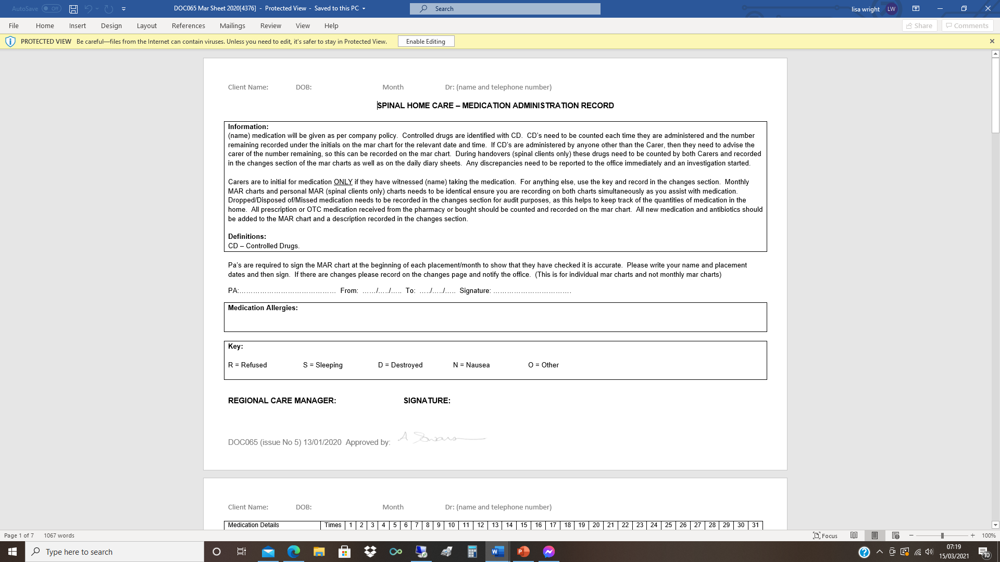 AutoSave Off DOC065 Mar Sheet 2020[4376] - Protected View - Saved to this PC Search lisa wright LW
File Home Insert Design Layout References Mailings Review View Help Share Comments
PROTECTED VIEW Be careful—files from the Internet can contain viruses. Unless you need to edit, it's safer to stay in Protected View. Enable Editing
Client Name: DOB: Month Dr: (name and telephone number)
SPINAL HOME CARE – MEDICATION ADMINISTRATION RECORD
Information:
(name) medication will be given as per company policy. Controlled drugs are identified with CD. CD's need to be counted each time they are administered and the number
remaining recorded under the initials on the mar chart for the relevant date and time. If CD's are administered by anyone other than the Carer, then they need to advise the
carer of the number remaining, so this can be recorded on the mar chart. During handovers (spinal clients only) these drugs need to be counted by both Carers and recorded
in the changes section of the mar charts as well as on the daily diary sheets. Any discrepancies need to be reported to the office immediately and an investigation started.
Carers are to initial for medication ONLY if they have witnessed (name) taking the medication. For anything else, use the key and record in the changes section. Monthly
MAR charts and personal MAR (spinal clients only) charts needs to be identical ensure you are recording on both charts simultaneously as you assist with medication.
Dropped/Disposed of/Missed medication needs to be recorded in the changes section for audit purposes, as this helps to keep track of the quantities of medication in the
home. All prescription or OTC medication received from the pharmacy or bought should be counted and recorded on the mar chart. All new medication and antibiotics should
be added to the MAR chart and a description recorded in the changes section.
Definitions:
CD – Controlled Drugs.
Pa's are required to sign the MAR chart at the beginning of each placement/month to show that they have checked it is accurate. Please write your name and placement
dates and then sign. If there are changes please record on the changes page and notify the office. (This is for individual mar charts and not monthly mar charts)
PA:…………………………………… From: ……/…../….. To: …../…../….. Signature: …………………………….
Medication Allergies:
Key:
R = Refused S = Sleeping D = Destroyed N = Nausea O = Other
REGIONAL CARE MANAGER: SIGNATURE:
DOC065 (issue No 5) 13/01/2020 Approved by:
Client Name: DOB: Month Dr: (name and telephone number)
Medication Details Times 1 2 3 4 5 6 7 8 9 10 11 12 13 14 15 16 17 18 19 20 21 22 23 24 25 26 27 28 29 30 31
Page 1 of 7 1067 words Focus 100%
Type here to search 07:19
15/03/2021 10